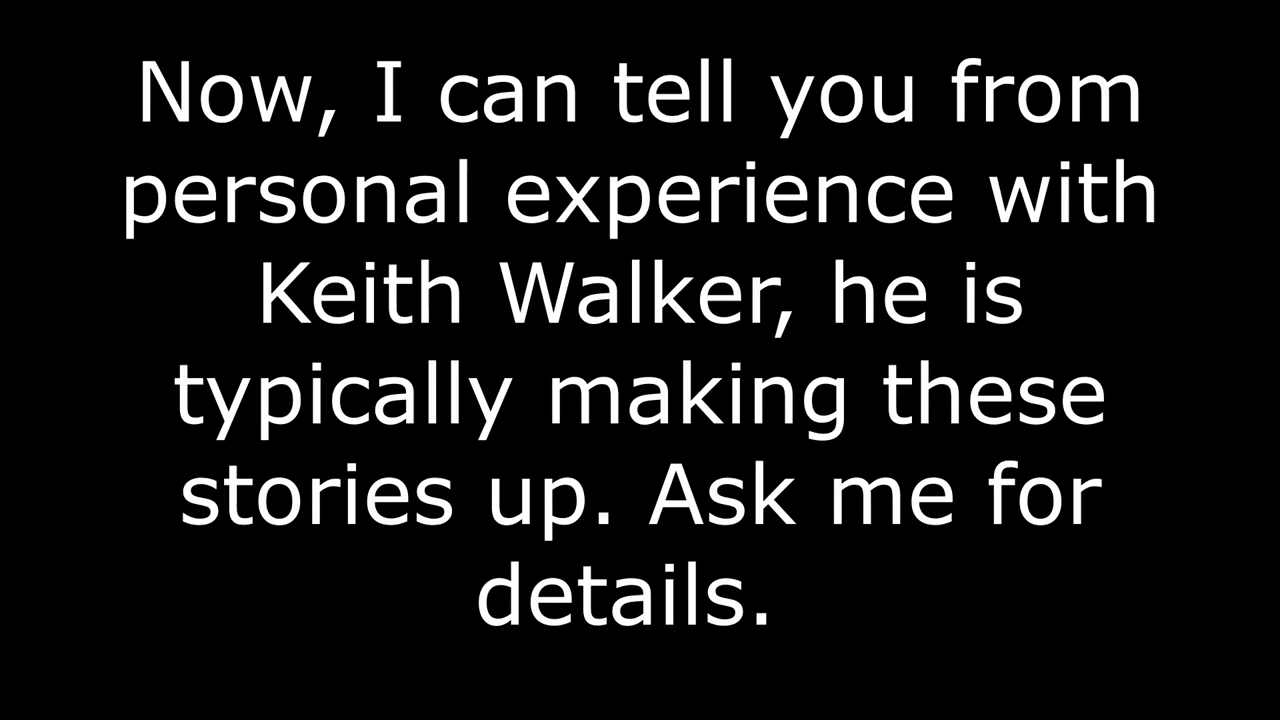 Now, I can tell you from
personal experience with
Keith Walker, he is
typically making these
stories up. Ask me for
details.